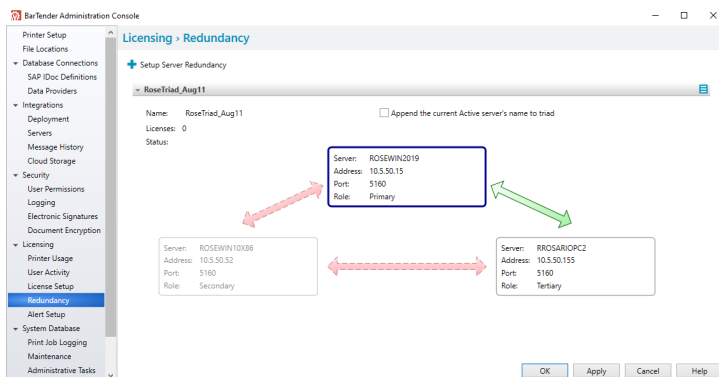 BarTender Administration Console
Printer Setup
File Locations
Database Connections
SAP IDoc Definitions
Data Providers
Integrations
Deployment
Servers
Message History
Cloud Storage
Security
User Permissions
Logging
Electronic Signatures
Document Encryption
Licensing
Printer Usage
User Activity
License Setup
Redundancy
Alert Setup
System Database
Print Job Logging
Maintenance
Administrative Tasks
Licensing › Redundancy
Setup Server Redundancy
RoseTriad_Aug11
Name: RoseTriad_Aug11
Append the current Active server's name to triad
Licenses: 0
Status:
Server: ROSEWIN2019
Address: 10.5.50.15
Port: 5160
Role: Primary
Server: ROSEWIN10X86
Address: 10.5.50.52
Port: 5160
Role: Secondary
Server: RROSARIOPC2
Address: 10.5.50.155
Port: 5160
Role: Tertiary
OK Apply Cancel Help